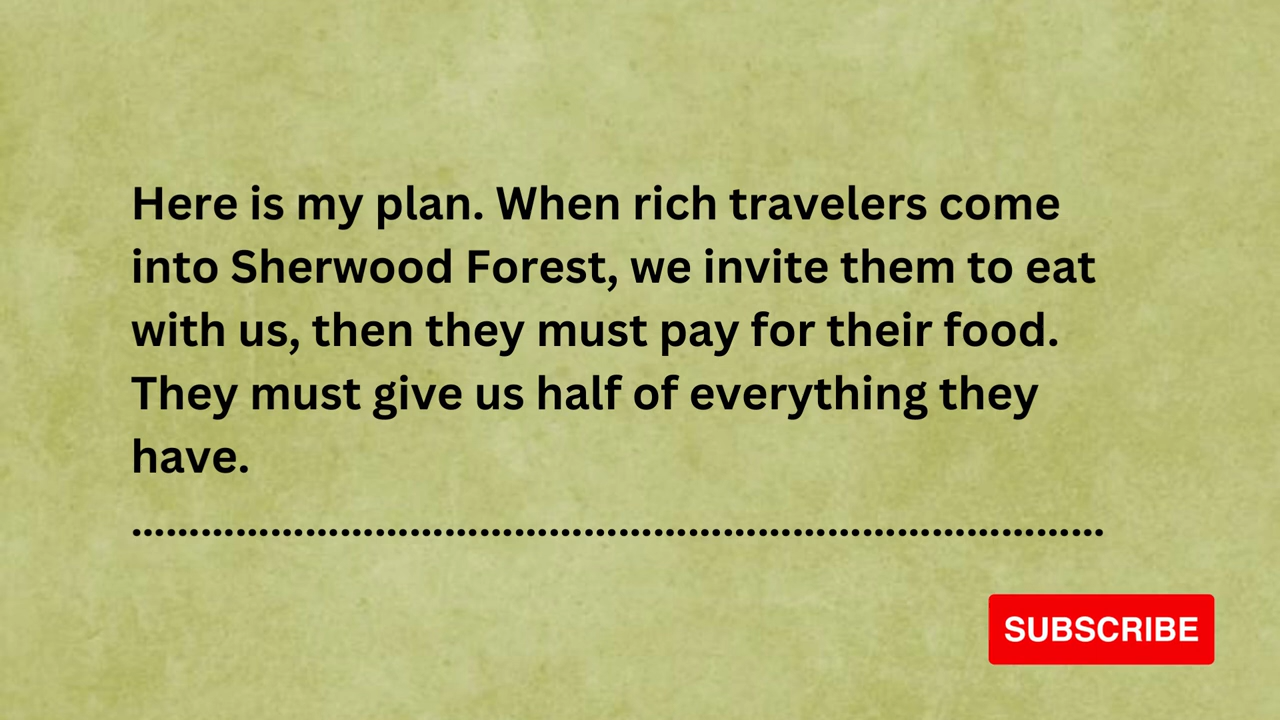 Here is my plan. When rich travelers come
into Sherwood Forest, we invite them to eat
with us, then they must pay for their food.
They must give us half of everything they
have.
................................................................................
SUBSCRIBE